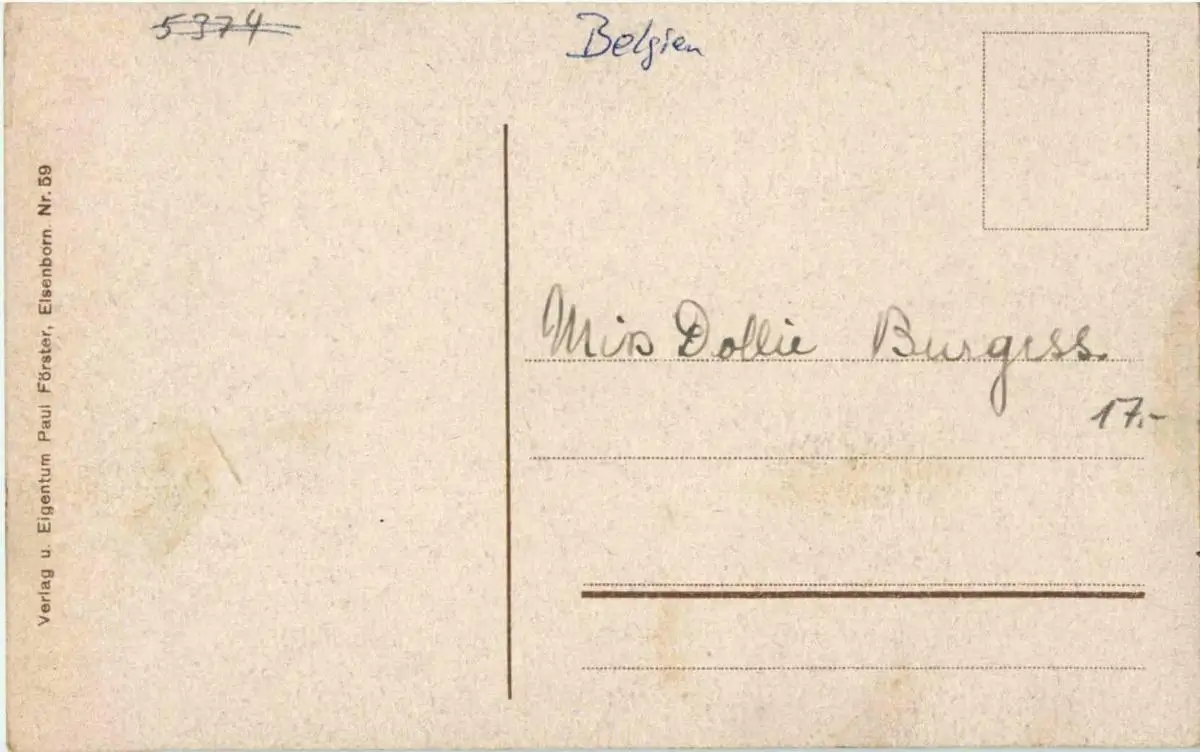 5374
Belgien
Verlag u. Eigentum Paul Förster, Elsenborn. Nr. 59
Miss Dollie Burgess.
17.-